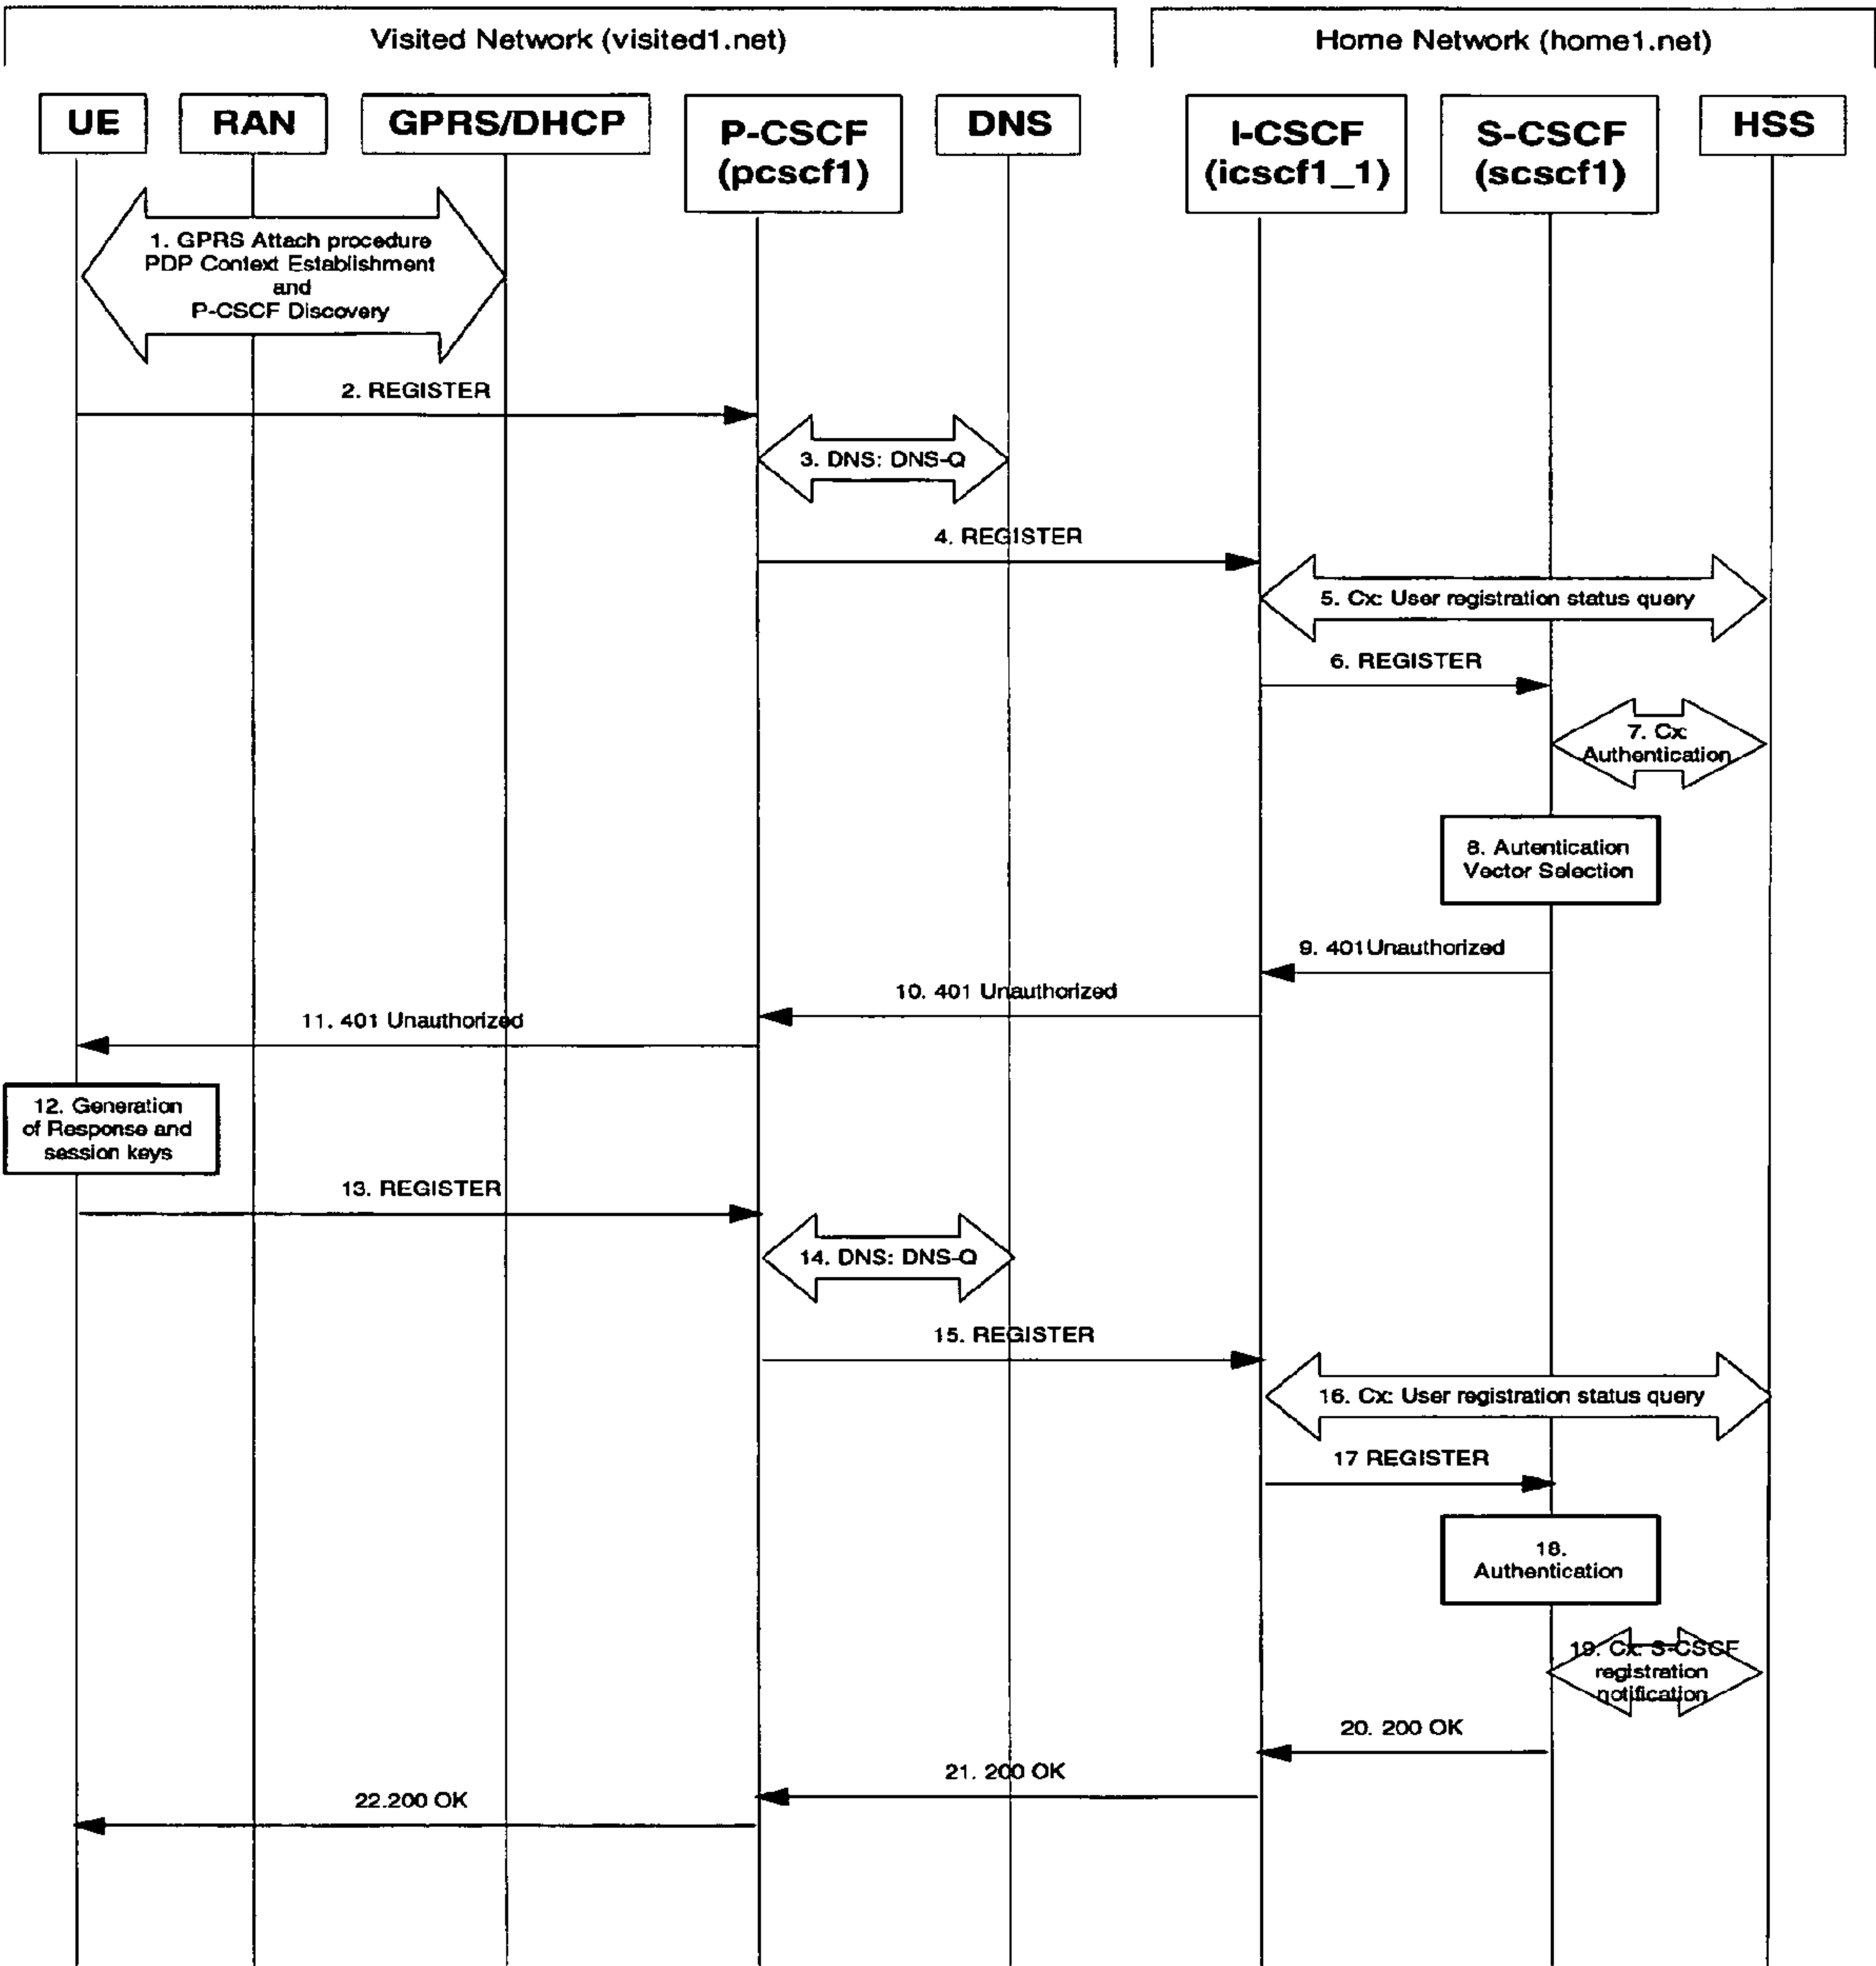 Visited Network (visited1.net)
Home Network (home1.net)
UE
RAN
GPRS/DHCP
P-CSCF
(pcscf1)
DNS
I-CSCF
(icscf1_1)
S-CSCF
(scscf1)
HSS
1. GPRS Attach procedure
PDP Context Establishment
and
P-CSCF Discovery
2. REGISTER
3. DNS: DNS-Q
4. REGISTER
5. Cx: User registration status query
6. REGISTER
7. Cx:
Authentication
8. Autentication
Vector Selection
9. 401Unauthorized
10. 401 Unauthorized
11. 401 Unauthorized
12. Generation
of Response and
session keys
13. REGISTER
14. DNS: DNS-Q
15. REGISTER
16. Cx: User registration status query
17 REGISTER
18.
Authentication
19. Cx: S-CSCF
registration
notification
20. 200 OK
21. 200 OK
22.200 OK